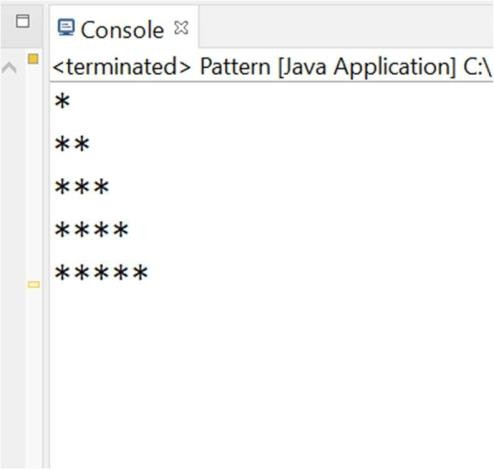 Console
<terminated> Pattern [Java Application] C:\
*
**
***
****
*****